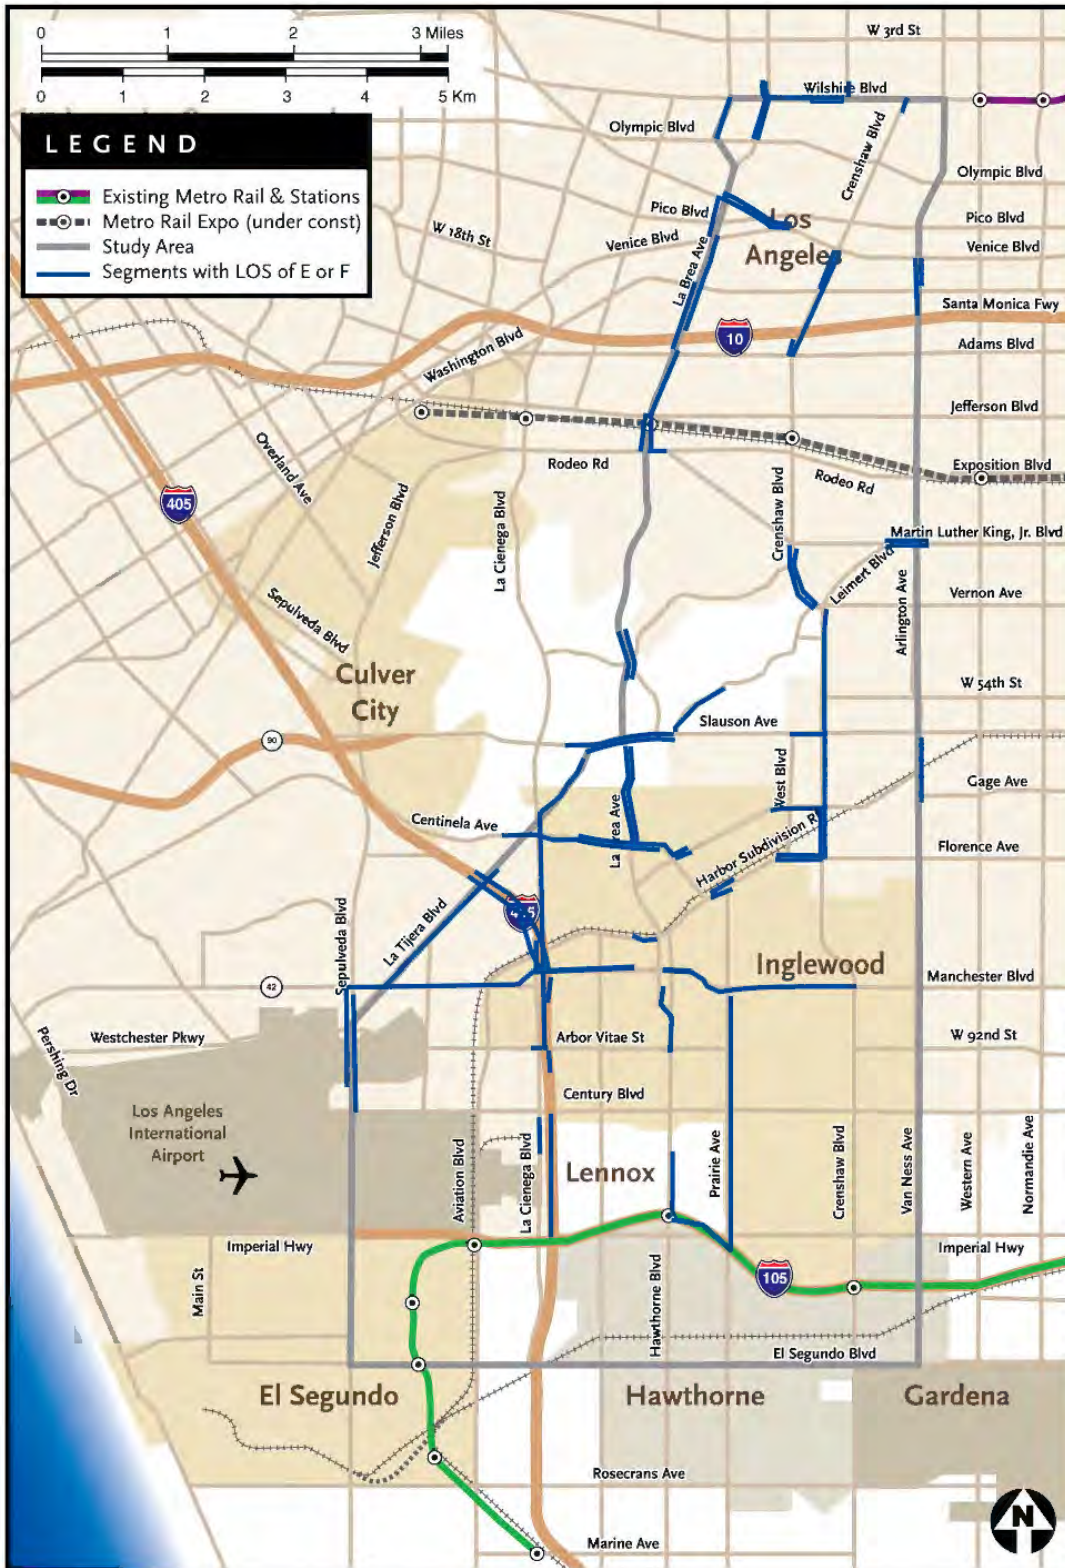 0 1 2 3 Miles
0 1 2 3 4 5 Km
LEGEND
Existing Metro Rail & Stations
Metro Rail Expo (under const)
Study Area
Segments with LOS of E or F
W 3rd St
Wilshire Blvd
Olympic Blvd
Crenshaw Blvd
Olympic Blvd
Pico Blvd
Los
Angeles
Pico Blvd
W 18th St
Venice Blvd
Venice Blvd
La Brea Ave
Santa Monica Fwy
10
Adams Blvd
Washington Blvd
Jefferson Blvd
Overland Ave
Rodeo Rd
Rodeo Rd
Exposition Blvd
405
Jefferson Blvd
La Cienega Blvd
Crenshaw Blvd
Martin Luther King, Jr. Blvd
Leimert Blvd
Arlington Ave
Vernon Ave
Sepulveda Blvd
Culver
City
W 54th St
Slauson Ave
90
West Blvd
Gage Ave
Centinela Ave
La Brea Ave
Harbor Subdivision R
Florence Ave
Sepulveda Blvd
La Tijera Blvd
405
Inglewood
42
Manchester Blvd
Pershing Dr
Westchester Pkwy
Arbor Vitae St
W 92nd St
Century Blvd
Los Angeles
International
Airport
Aviation Blvd
La Cienega Blvd
Lennox
Prairie Ave
Crenshaw Blvd
Van Ness Ave
Western Ave
Normandie Ave
Imperial Hwy
Imperial Hwy
Main St
105
Hawthorne Blvd
El Segundo Blvd
El Segundo
Hawthorne
Gardena
Rosecrans Ave
Marine Ave
N